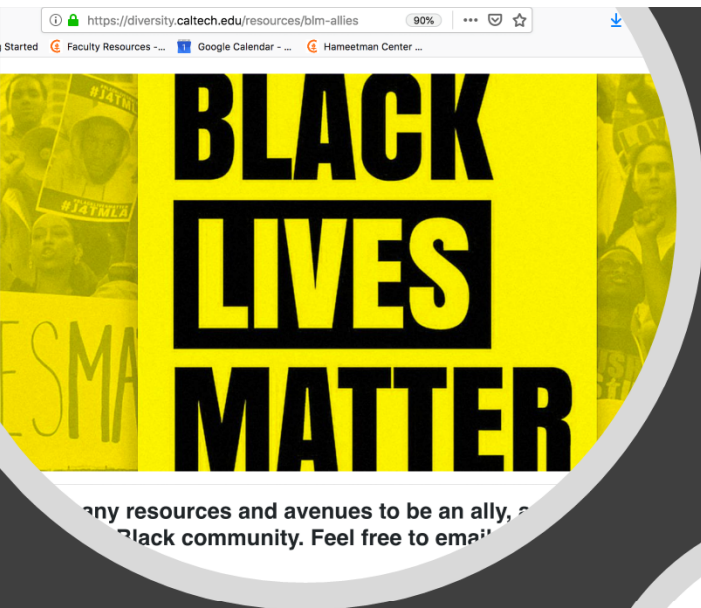 https://diversity.caltech.edu/resources/blm-allies 90%
Started Faculty Resources -... Google Calendar - ... Hameetman Center ...
#J4TMLA
#J4TMLA
BLACK
LIVES
MATTER
ESMA
any resources and avenues to be an ally, a
Black community. Feel free to email